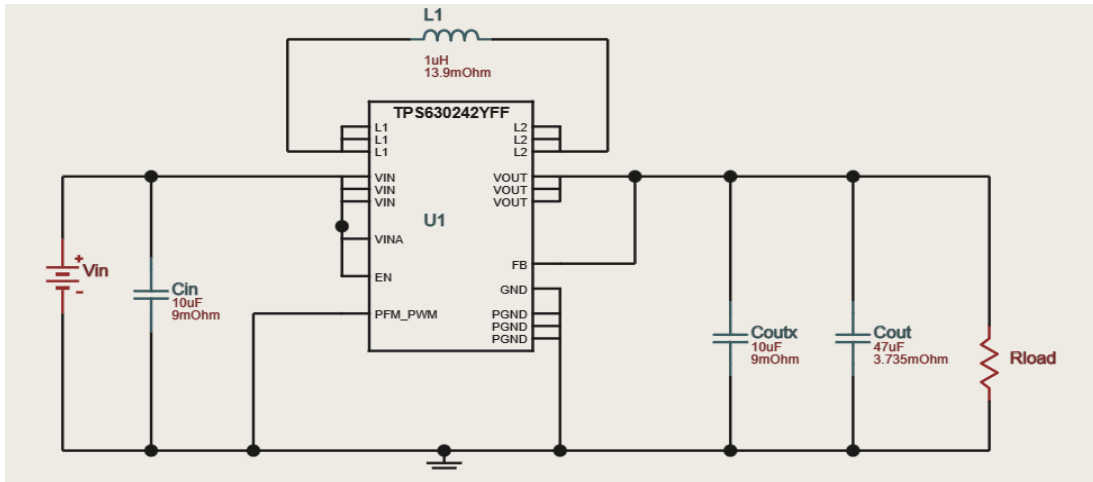 L1
1uH
13.9mOhm
TPS630242YFF
L1
L1
L1
L2
L2
L2
VIN
VIN
VIN
VOUT
VOUT
VOUT
U1
VINA
FB
EN
GND
PFM_PWM
PGND
PGND
PGND
+
Vin
-
Cin
10uF
9mOhm
Coutx
10uF
9mOhm
Cout
47uF
3.735mOhm
Rload